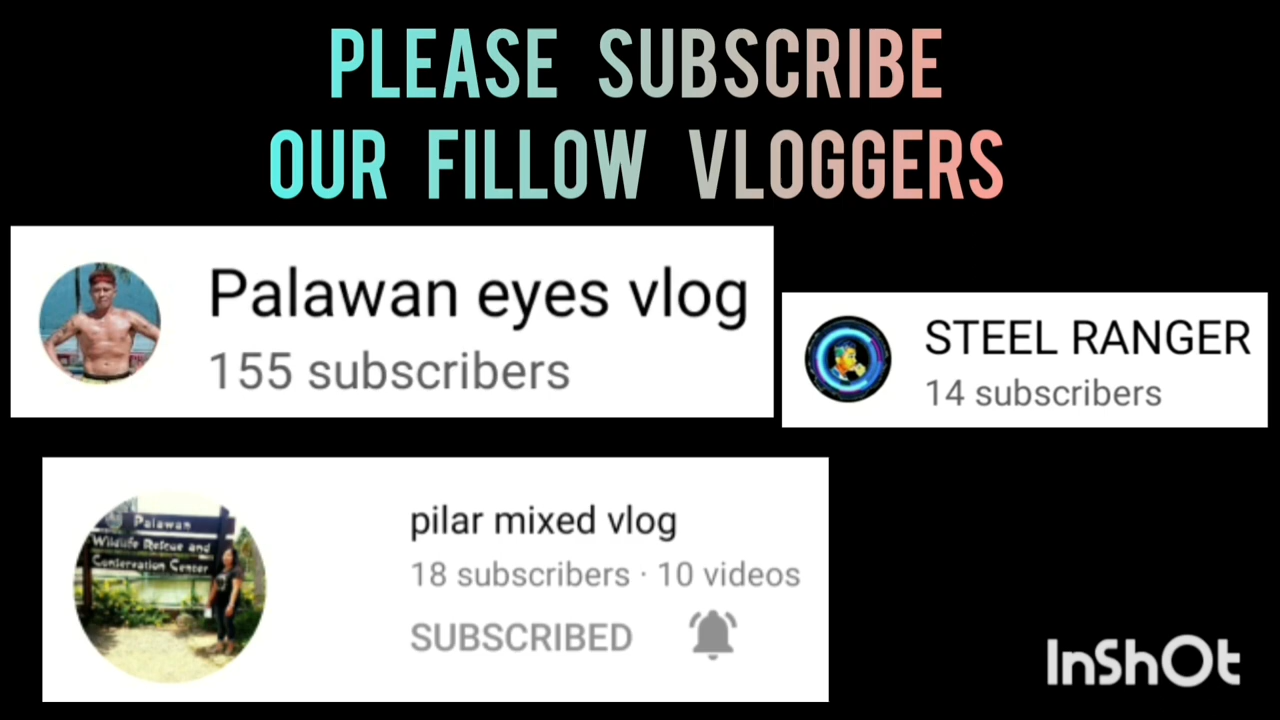 PLEASE SUBSCRIBE
OUR FILLOW VLOGGERS
Palawan eyes vlog
155 subscribers
STEEL RANGER
14 subscribers
Palawan
Wildlife Rescue and
Conservation Center
pilar mixed vlog
18 subscribers · 10 videos
SUBSCRIBED
InShOt